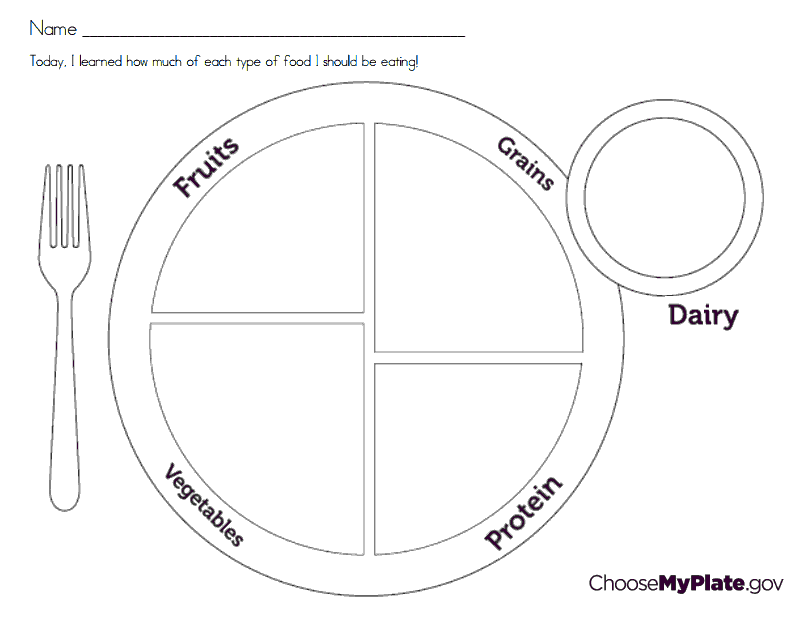 Name ______________________________________
Today, I learned how much of each type of food I should be eating!
Fruits
Grains
Dairy
Vegetables
Protein
ChooseMyPlate.gov